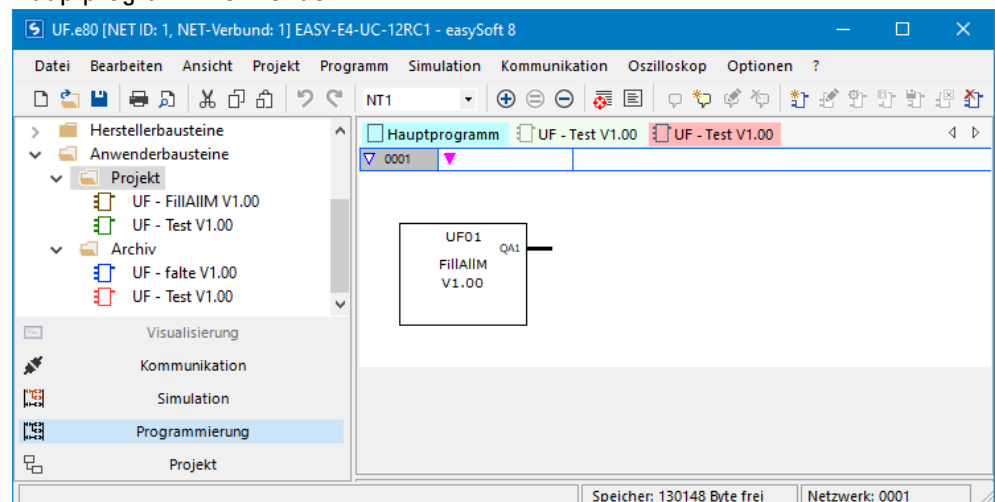 UF.e80 [NET ID: 1, NET-Verbund: 1] EASY-E4-UC-12RC1 - easySoft 8
Datei Bearbeiten Ansicht Projekt Programm Simulation Kommunikation Oszilloskop Optionen ?
NT1
Herstellerbausteine
Anwenderbausteine
Projekt
UF - FillAllM V1.00
UF - Test V1.00
Archiv
UF - falte V1.00
UF - Test V1.00
Visualisierung
Kommunikation
Simulation
Programmierung
Projekt
Hauptprogramm UF - Test V1.00 UF - Test V1.00
0001
UF01
QA1
FillAllM
V1.00
Speicher: 130148 Byte frei Netzwerk: 0001